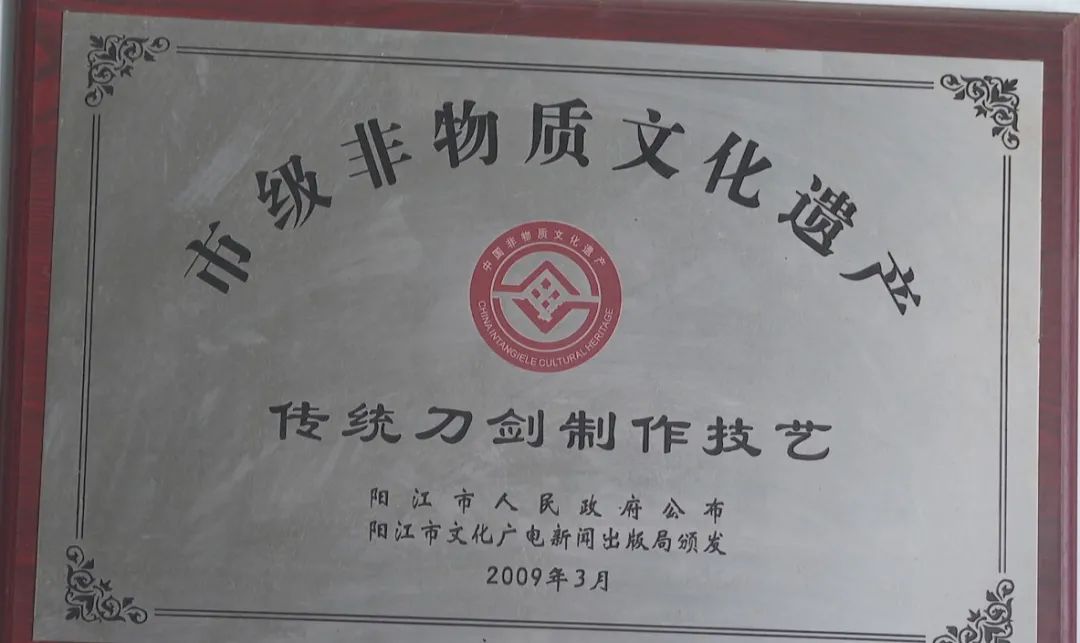 市级非物质文化遗产
中国非物质文化遗产
CHINA INTANGIELE CULTURAL HERITAGE
传统刀剑制作技艺
阳江市人民政府公布
阳江市文化广电新闻出版局颁发
2009年3月